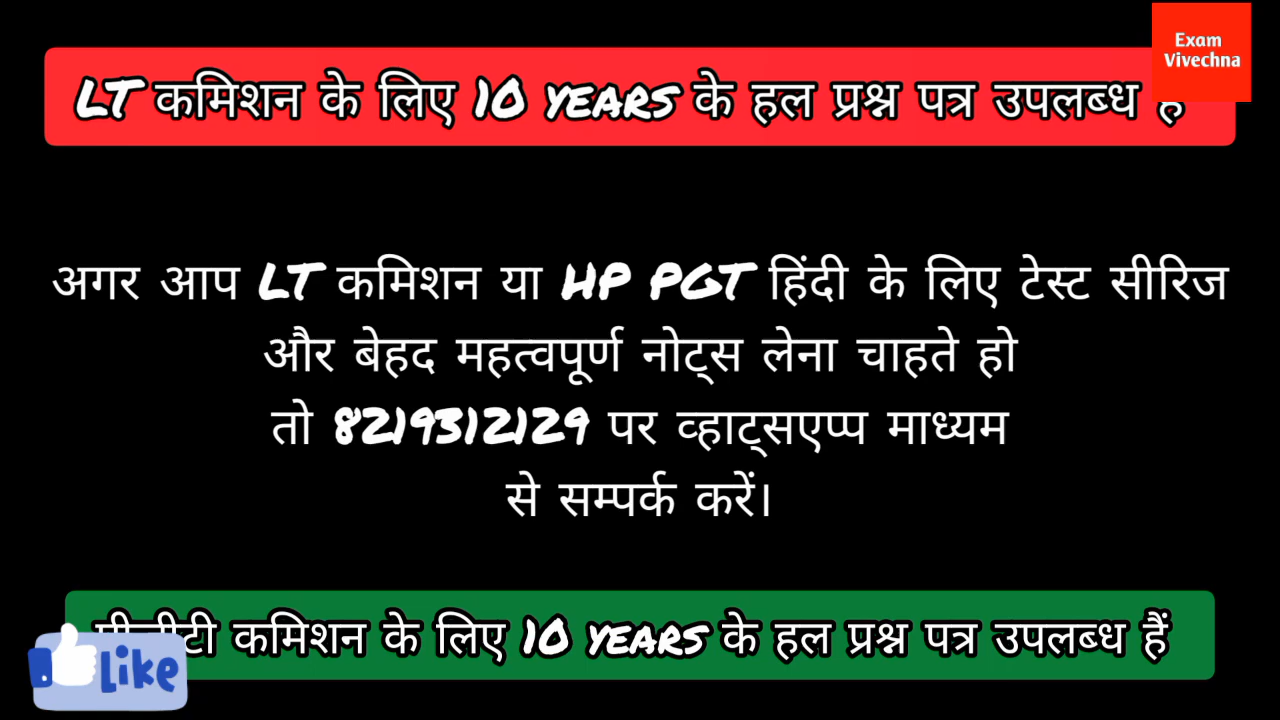 Exam
Vivechna
LT कमिशन के लिए 10 YEARS के हल प्रश्न पत्र उपलब्ध
अगर आप LT कमिशन या HP PGT हिंदी के लिए टेस्ट सीरिज
और बेहद महत्वपूर्ण नोट्स लेना चाहते हो
तो 8219312129 पर व्हाट्सएप्प माध्यम
से सम्पर्क करें।
कमिशन के लिए 10 YEARS के हल प्रश्न पत्र उपलब्ध हैं
Like